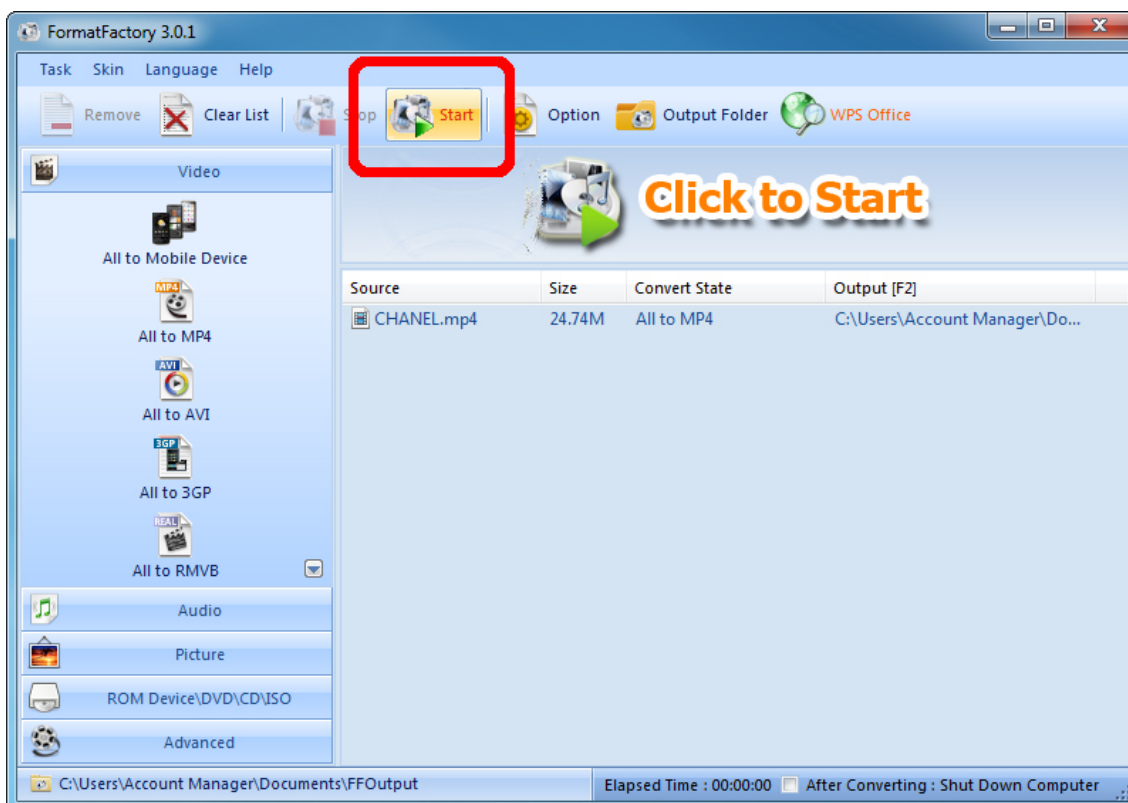 FormatFactory 3.0.1
Task Skin Language Help
Remove Clear List Stop Start Option Output Folder WPS Office
Video
Click to Start
All to Mobile Device
MP4
All to MP4
AVI
All to AVI
3GP
All to 3GP
REAL
All to RMVB
Audio
Picture
ROM Device\DVD\CD\ISO
Advanced
Source Size Convert State Output [F2]
CHANEL.mp4 24.74M All to MP4 C:\Users\Account Manager\Do...
C:\Users\Account Manager\Documents\FFOutput Elapsed Time : 00:00:00 After Converting : Shut Down Computer